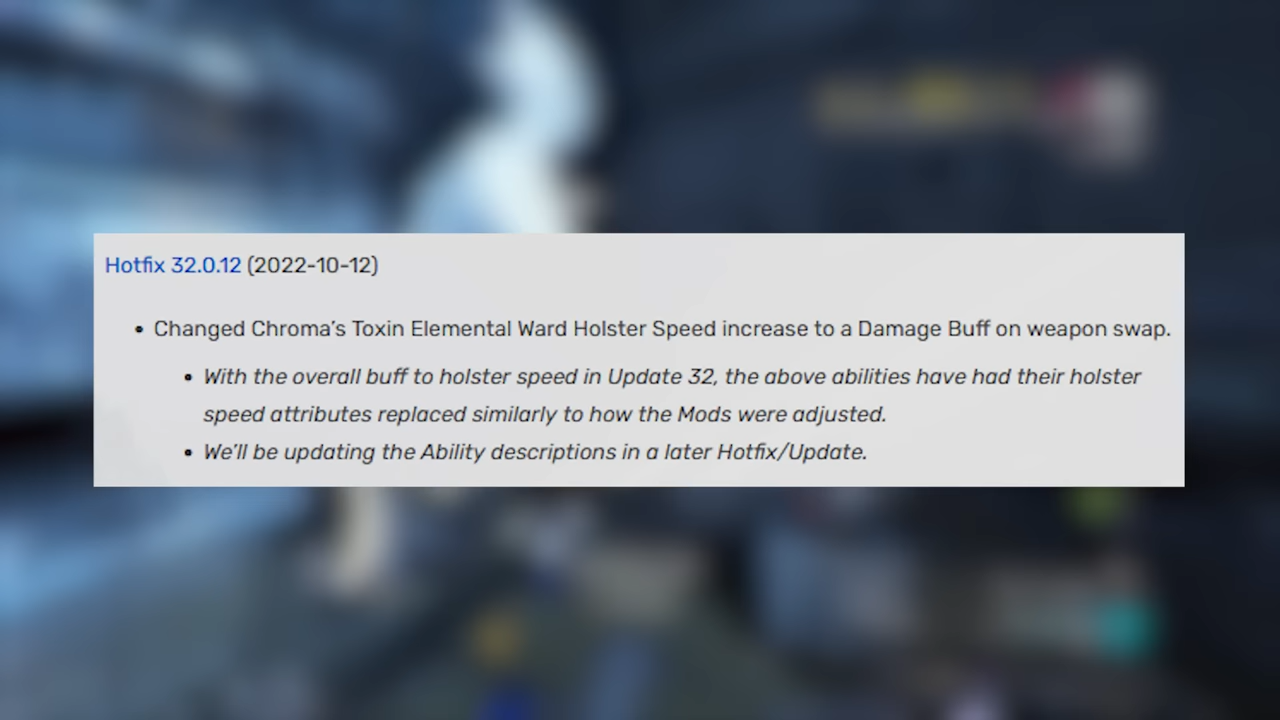 Hotfix 32.0.12 (2022-10-12)
• Changed Chroma's Toxin Elemental Ward Holster Speed increase to a Damage Buff on weapon swap.
• With the overall buff to holster speed in Update 32, the above abilities have had their holster
speed attributes replaced similarly to how the Mods were adjusted.
• We'll be updating the Ability descriptions in a later Hotfix/Update.